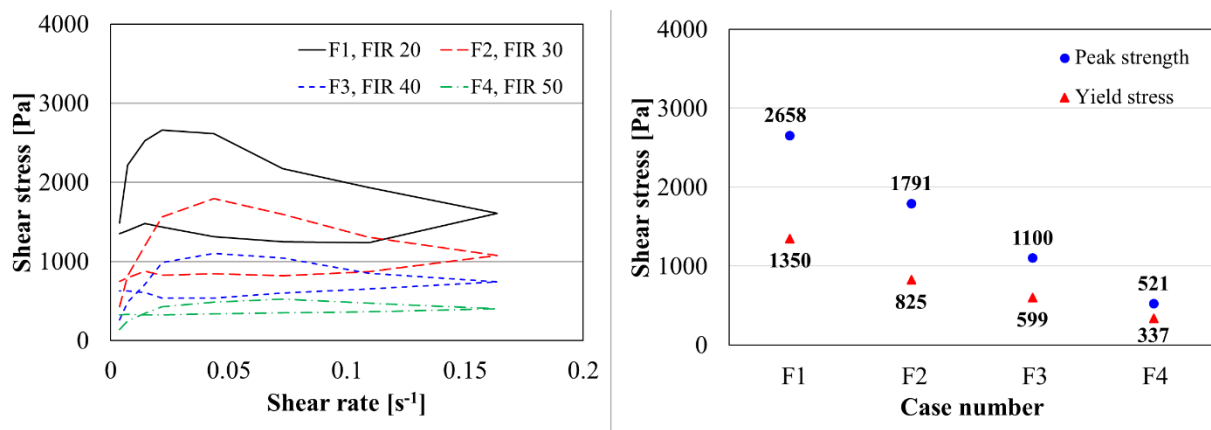 4000
3000
2000
1000
0
Shear stress [Pa]
F1, FIR 20
F2, FIR 30
F3, FIR 40
F4, FIR 50
0
0.05
0.1
0.15
0.2
Shear rate [s⁻¹]
4000
3000
2000
1000
0
Shear stress [Pa]
Peak strength
Yield stress
2658
1350
1791
825
1100
599
521
337
F1
F2
F3
F4
Case number